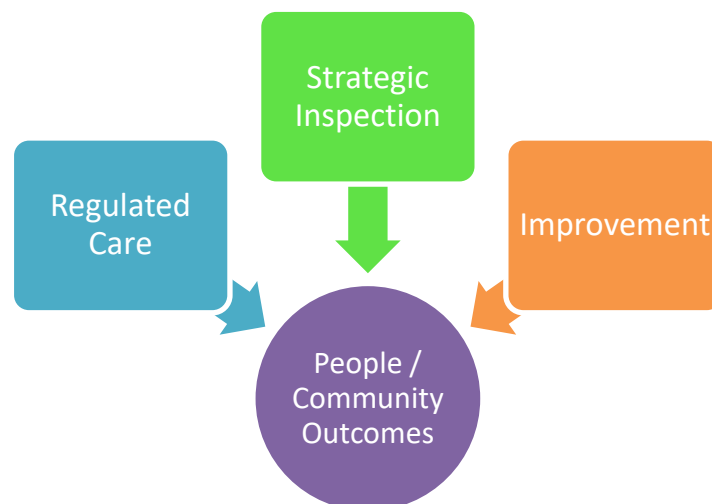 Strategic
Inspection
Regulated
Care
Improvement
People /
Community
Outcomes